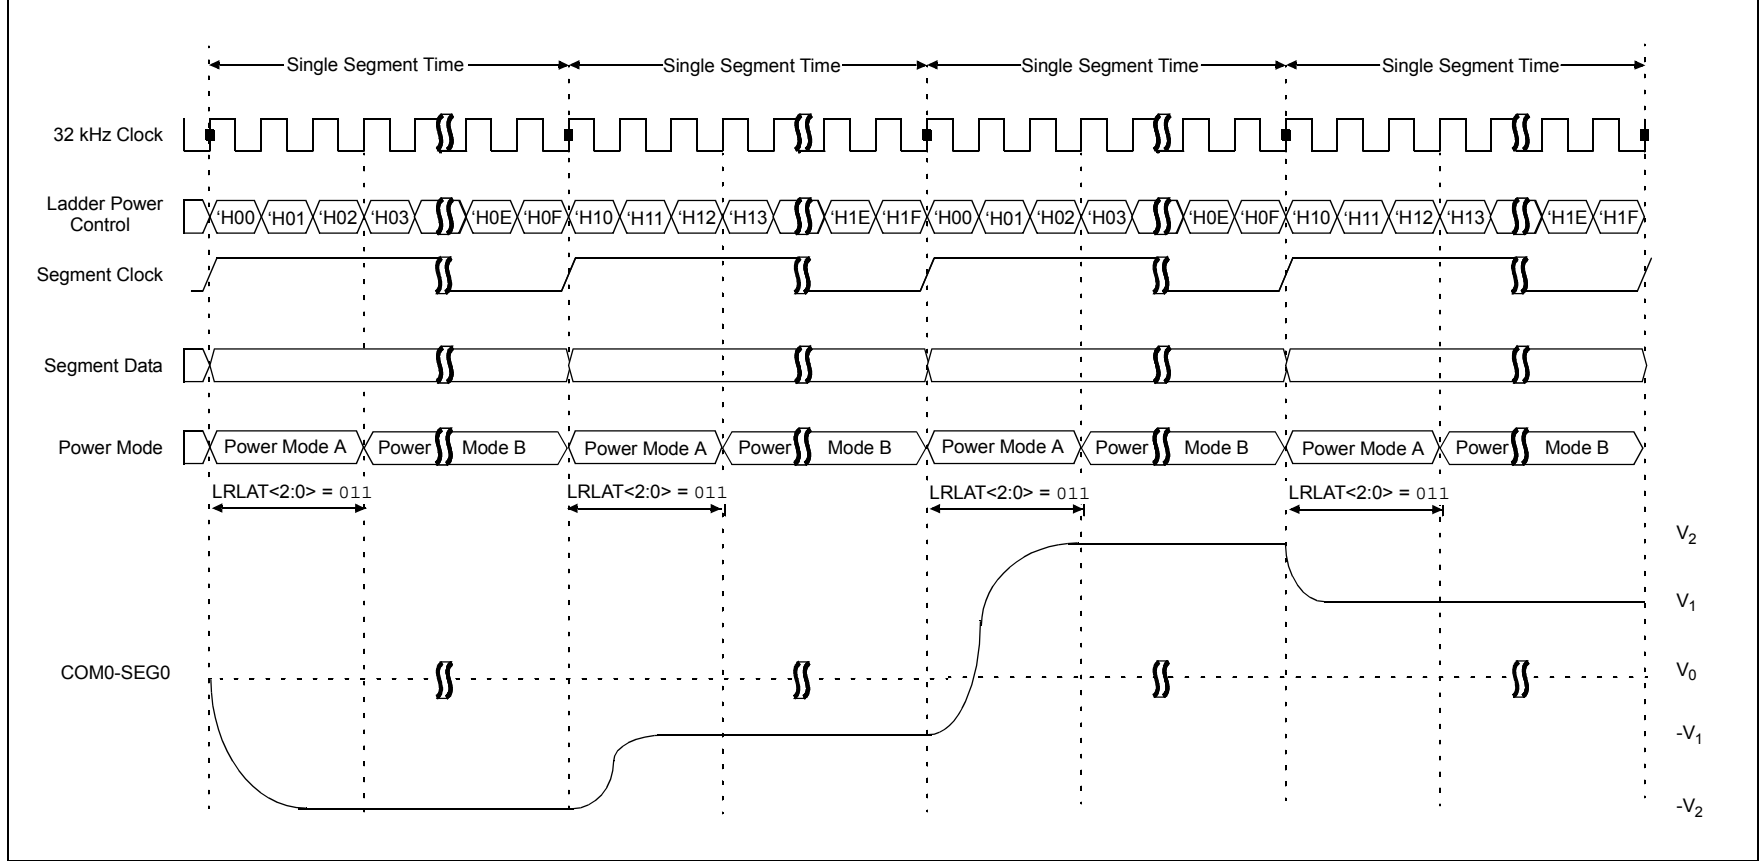 Single Segment Time Single Segment Time Single Segment Time Single Segment Time
32 kHz Clock
Ladder Power
Control
‘H00 ‘H01 ‘H02 ‘H03 ‘H0E ‘H0F ‘H10 ‘H11 ‘H12 ‘H13 ‘H1E ‘H1F ‘H00 ‘H01 ‘H02 ‘H03 ‘H0E ‘H0F ‘H10 ‘H11 ‘H12 ‘H13 ‘H1E ‘H1F
Segment Clock
Segment Data
Power Mode Power Mode A Power Mode B Power Mode A Power Mode B Power Mode A Power Mode B Power Mode A Power Mode B
LRLAT<2:0> = 011 LRLAT<2:0> = 011 LRLAT<2:0> = 011 LRLAT<2:0> = 011
V2
V1
COM0-SEG0 V0
-V1
-V2